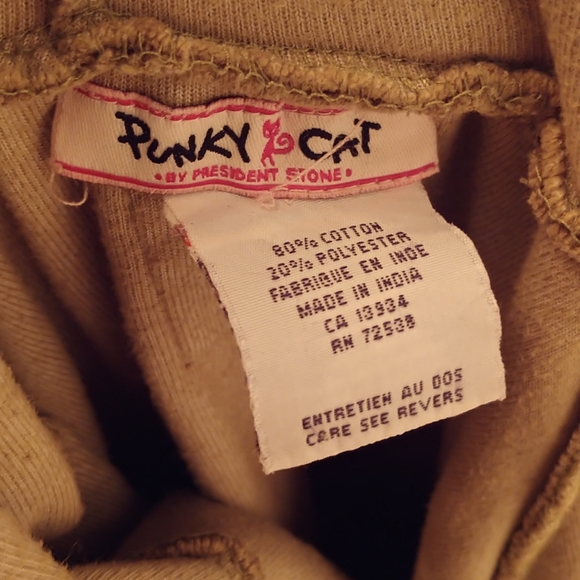 PUNKY CAT
• BY PRESIDENT STONE •
80% COTTON
20% POLYESTER
FABRIQUE EN INDE
MADE IN INDIA
CA 13934
RN 72538
ENTRETIEN AU DOS
CARE SEE REVERS